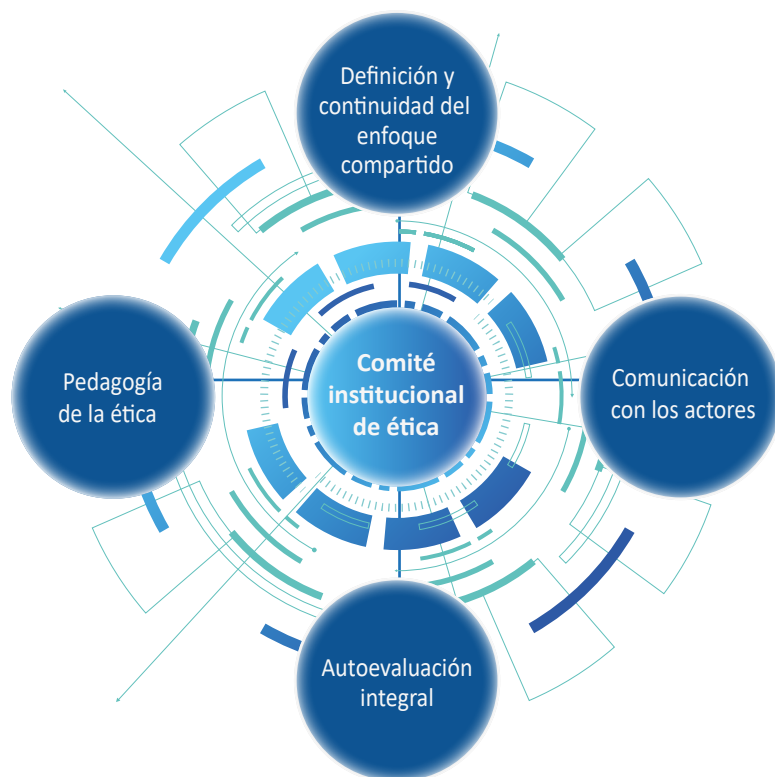 Definición y
continuidad del
enfoque
compartido
Pedagogía
de la ética
Comité
institucional
de ética
Comunicación
con los actores
Autoevaluación
integral